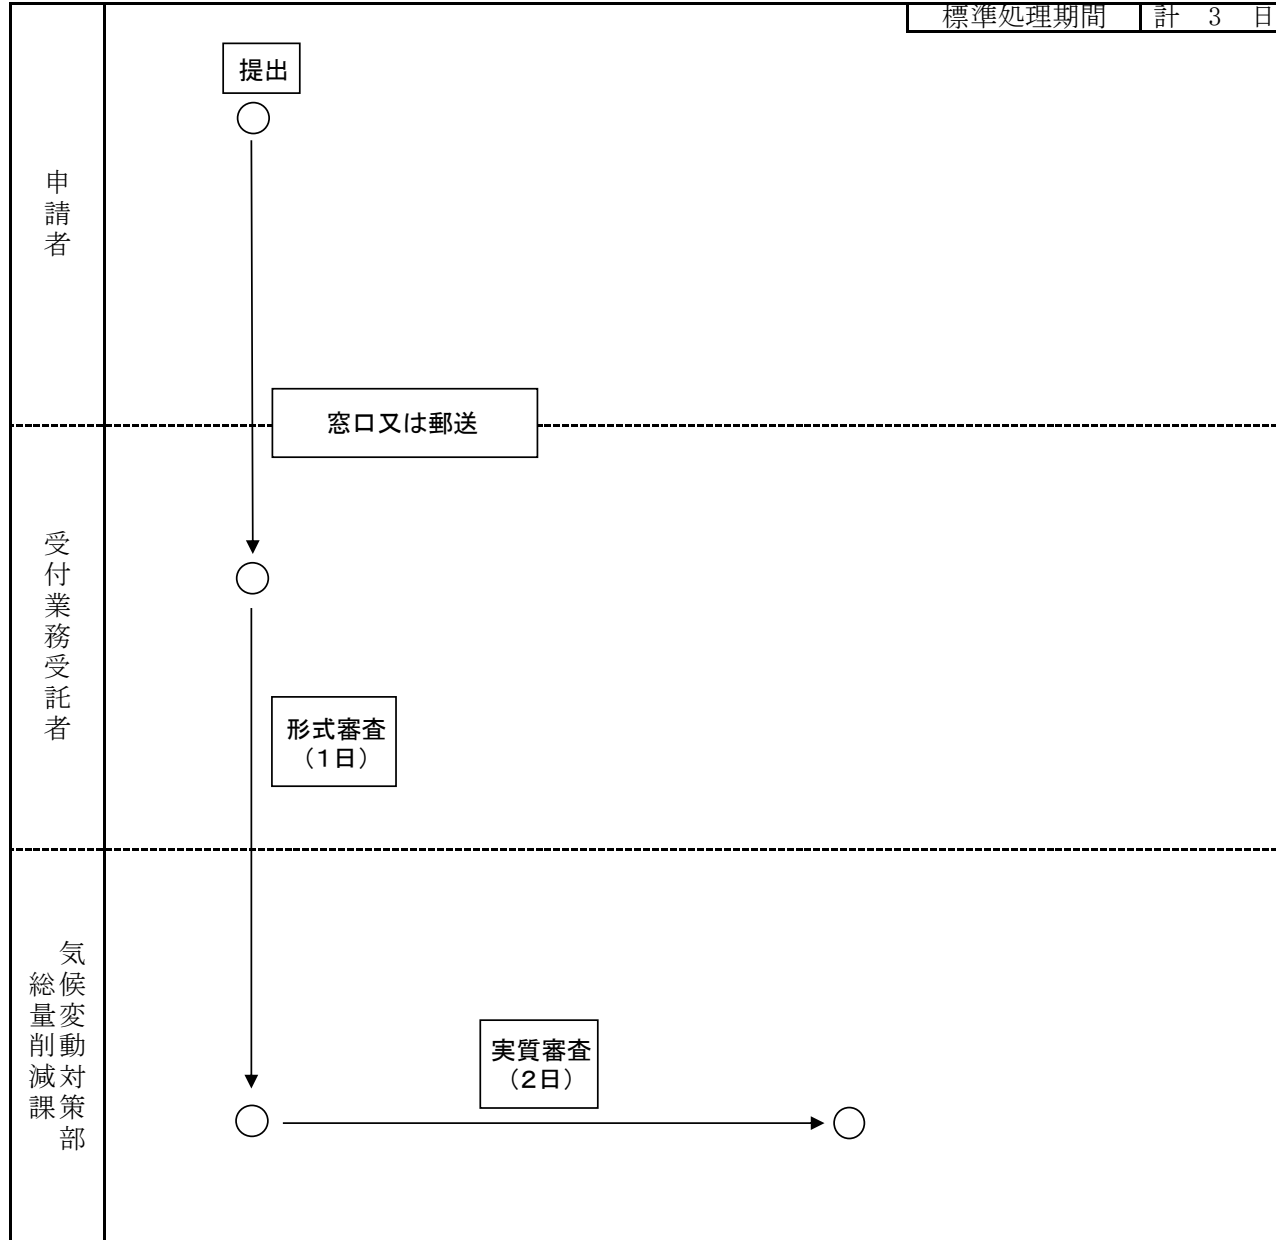 標準処理期間 計 3 日
提出
申請者
窓口又は郵送
受付業務受託者
形式審査
(1日)
気候変動対策部
総量削減課
実質審査
(2日)